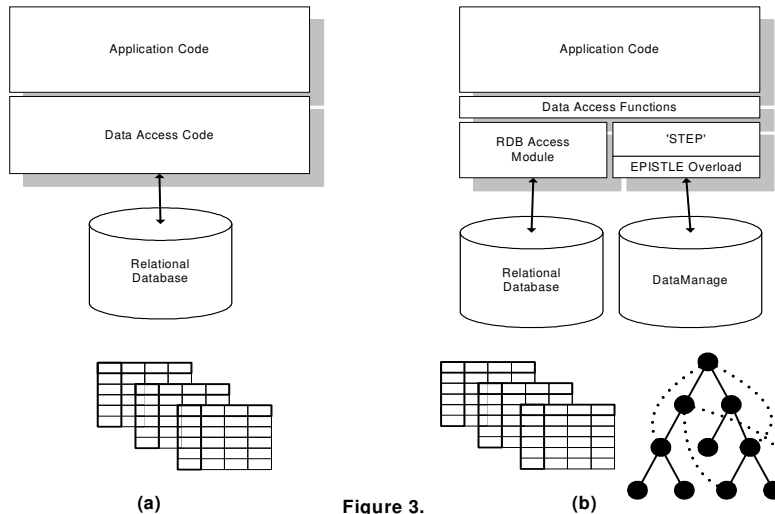 Application Code
Data Access Code
Relational
Database
(a)
Application Code
Data Access Functions
RDB Access
Module
'STEP'
EPISTLE Overload
Relational
Database
DataManage
(b)
Figure 3.